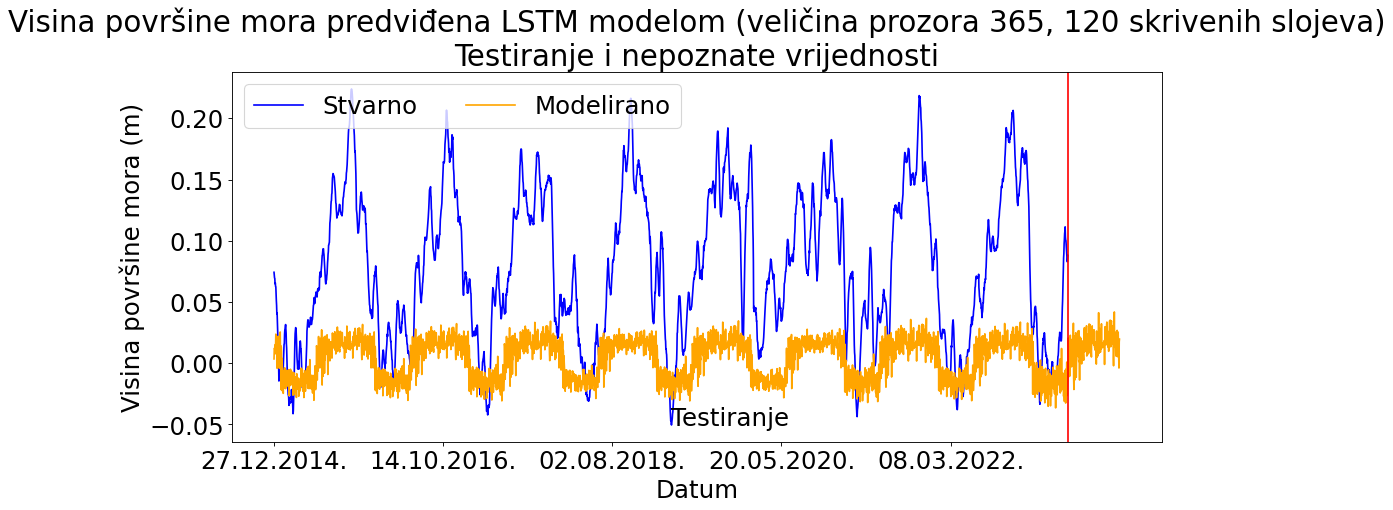 Visina površine mora predviđena LSTM modelom (veličina prozora 365, 120 skrivenih slojeva)
Testiranje i nepoznate vrijednosti
Stvarno
Modelirano
Visina površine mora (m)
0.20
0.15
0.10
0.05
0.00
−0.05
Testiranje
27.12.2014.
14.10.2016.
02.08.2018.
20.05.2020.
08.03.2022.
Datum